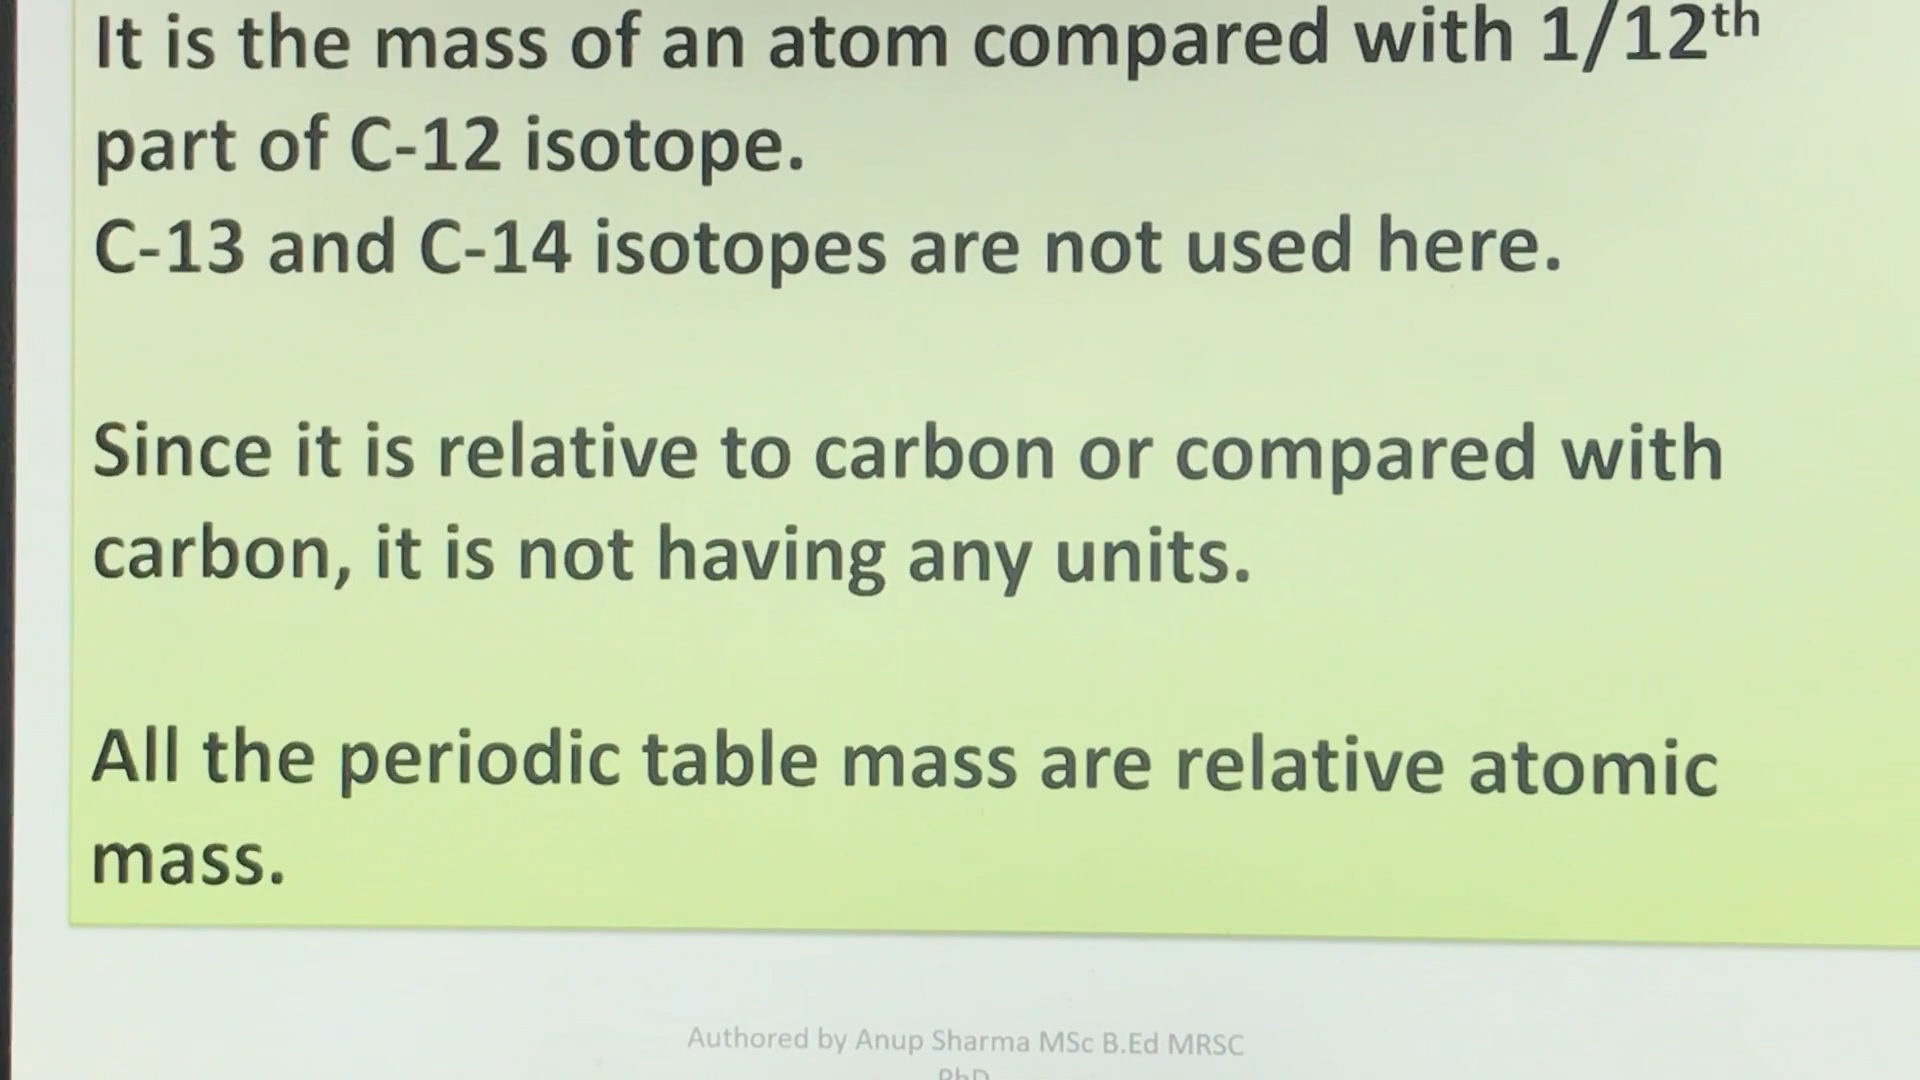 It is the mass of an atom compared with 1/12th
part of C-12 isotope.
C-13 and C-14 isotopes are not used here.
Since it is relative to carbon or compared with
carbon, it is not having any units.
All the periodic table mass are relative atomic
mass.
Authored by Anup Sharma MSc B.Ed MRSC
PhD